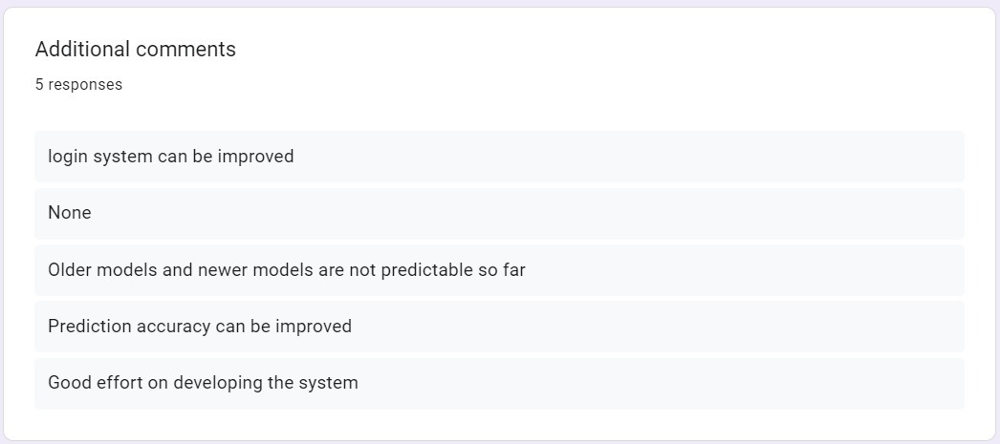 Additional comments
5 responses
login system can be improved
None
Older models and newer models are not predictable so far
Prediction accuracy can be improved
Good effort on developing the system